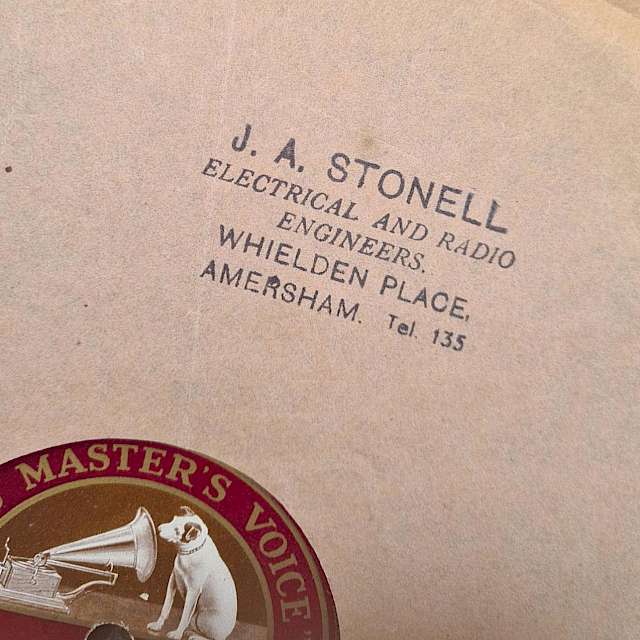 J. A. STONELL
ELECTRICAL AND RADIO
ENGINEERS.
WHIELDEN PLACE,
AMERSHAM. Tel. 135
MASTER'S VOICE"